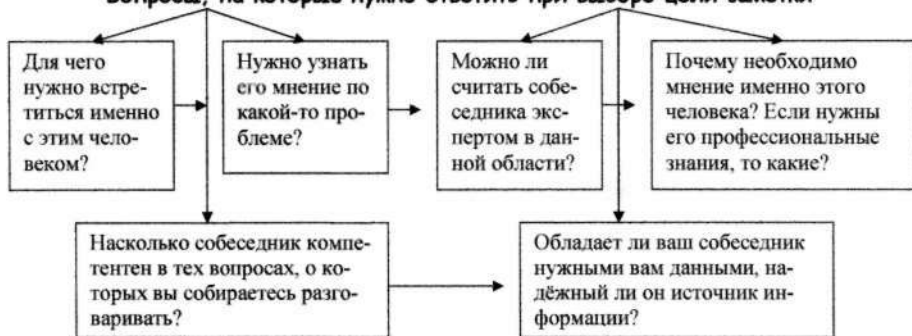 Вопросы, на которые нужно ответить при выборе цели заметки
Для чего
нужно встре-
титься именно
с этим чело-
веком?
Нужно узнать
его мнение по
какой-то про-
блеме?
Можно ли
считать собе-
седника экс-
пертом в дан-
ной области?
Почему необходимо
мнение именно этого
человека? Если нужны
его профессиональные
знания, то какие?
Насколько собеседник компе-
тентен в тех вопросах, о ко-
торых вы собираетесь разго-
варивать?
Обладает ли ваш собеседник
нужными вам данными, на-
дёжный ли он источник ин-
формации?